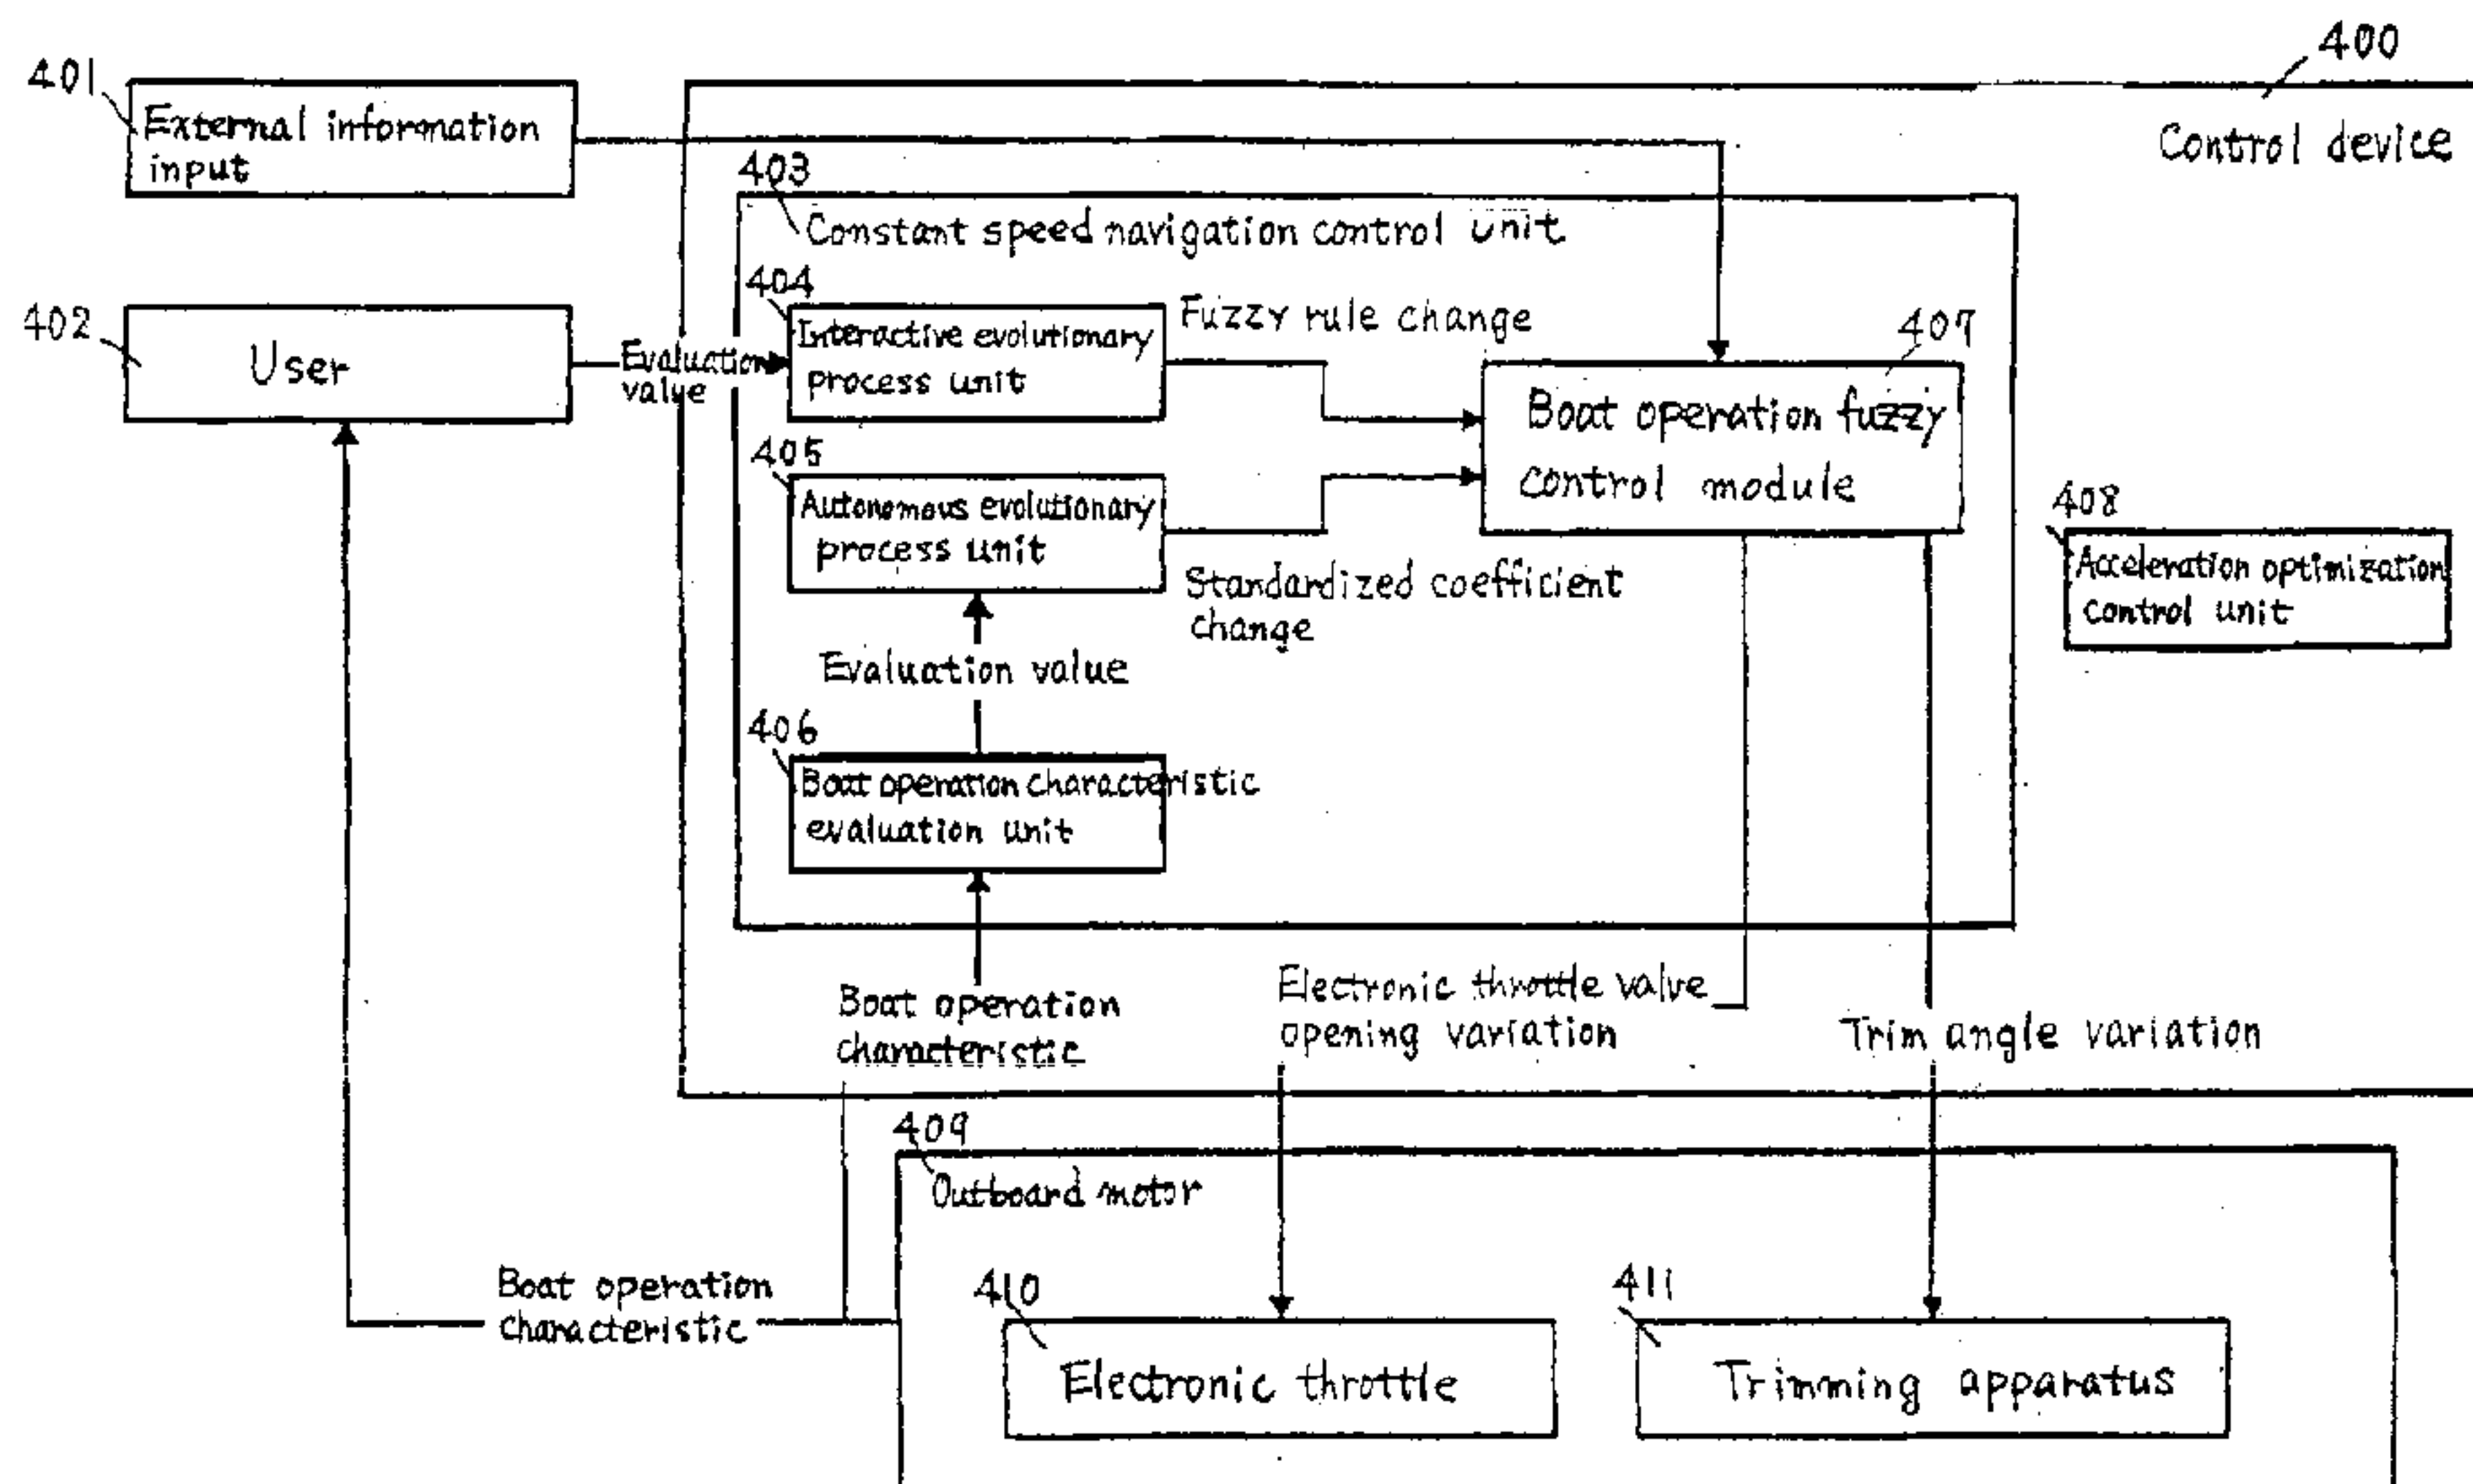 400
401
External information
input
Control device
403
Constant speed navigation control unit
404
Interactive evolutionary
process unit
Fuzzy rule change
407
402
User
Evaluation
value
Boat operation fuzzy
control module
405
Autonomous evolutionary
process unit
408
Acceleration optimization
control unit
Standardized coefficient
change
Evaluation value
406
Boat operation characteristic
evaluation unit
Boat operation
characteristic
Electronic throttle valve
opening variation
Trim angle variation
409
Outboard motor
Boat operation
characteristic
410
411
Electronic throttle
Trimming apparatus